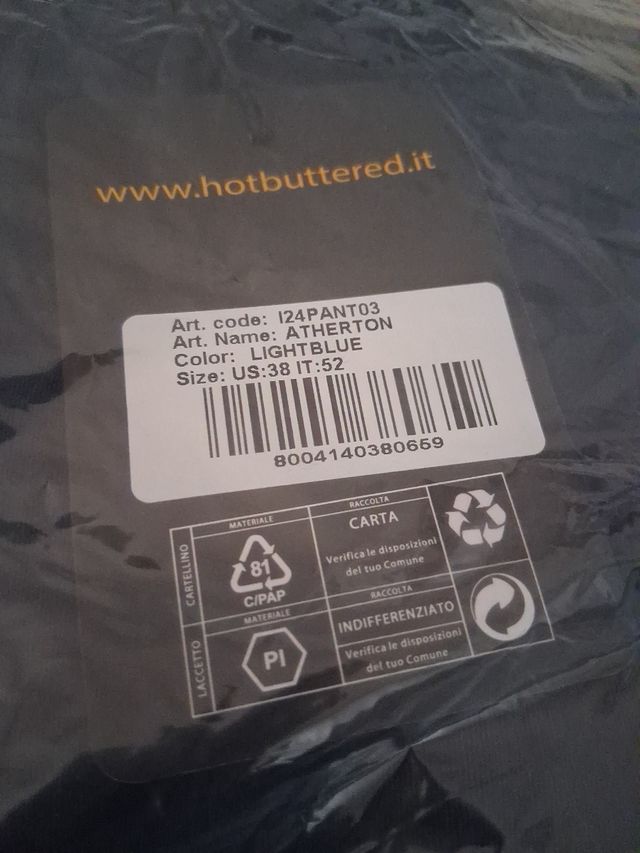 www.hotbuttered.it
Art. code: I24PANT03
Art. Name: ATHERTON
Color: LIGHTBLUE
Size: US:38 IT:52
8004140380659
CARTELLINO
MATERIALE
81
C/PAP
RACCOLTA
CARTA
Verifica le disposizioni
del tuo Comune
LACCETTO
MATERIALE
PI
RACCOLTA
INDIFFERENZIATO
Verifica le disposizioni
del tuo Comune